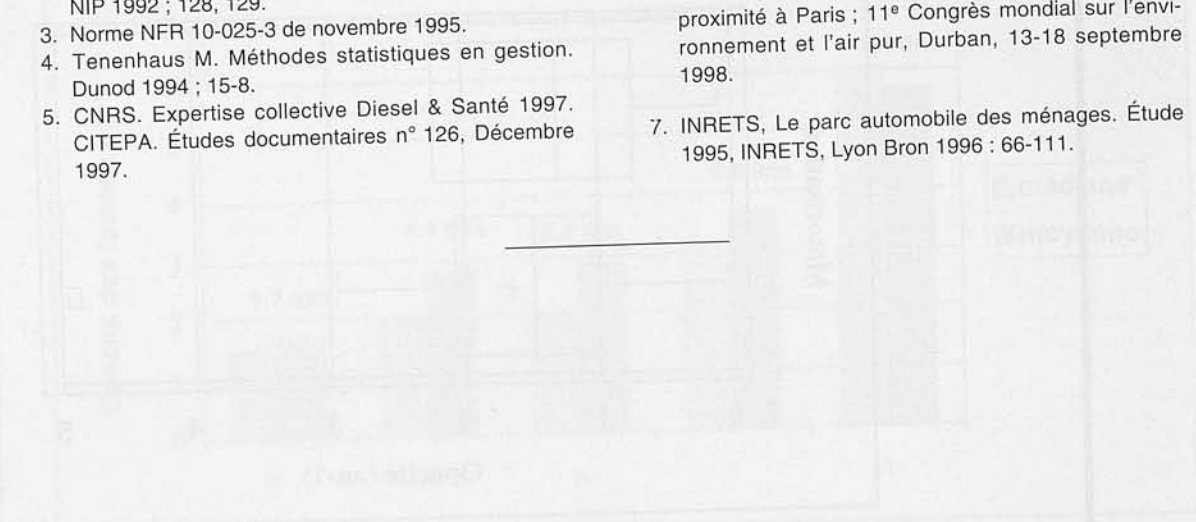 NIP 1992 ; 128, 129.
3. Norme NFR 10-025-3 de novembre 1995.
4. Tenenhaus M. Méthodes statistiques en gestion.
Dunod 1994 ; 15-8.
5. CNRS. Expertise collective Diesel & Santé 1997.
CITEPA. Études documentaires n° 126, Décembre
1997.
proximité à Paris ; 11e Congrès mondial sur l'envi-
ronnement et l'air pur, Durban, 13-18 septembre
1998.
7. INRETS, Le parc automobile des ménages. Étude
1995, INRETS, Lyon Bron 1996 : 66-111.